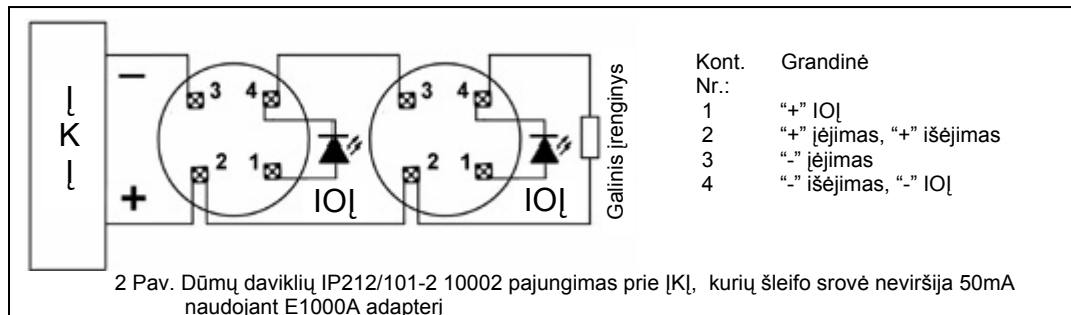 Į
K
Į
−
+
3
4
2
1
IOĮ
3
4
2
1
IOĮ
Galinis įrenginys
Kont. Grandinė
Nr.:
1 “+” IOĮ
2 “+” įėjimas, “+” išėjimas
3 “-” įėjimas
4 “-” išėjimas, “-” IOĮ
2 Pav. Dūmų daviklių IP212/101-2 10002 pajungimas prie ĮKĮ, kurių šleifo srovė neviršija 50mA
naudojant E1000A adapterį